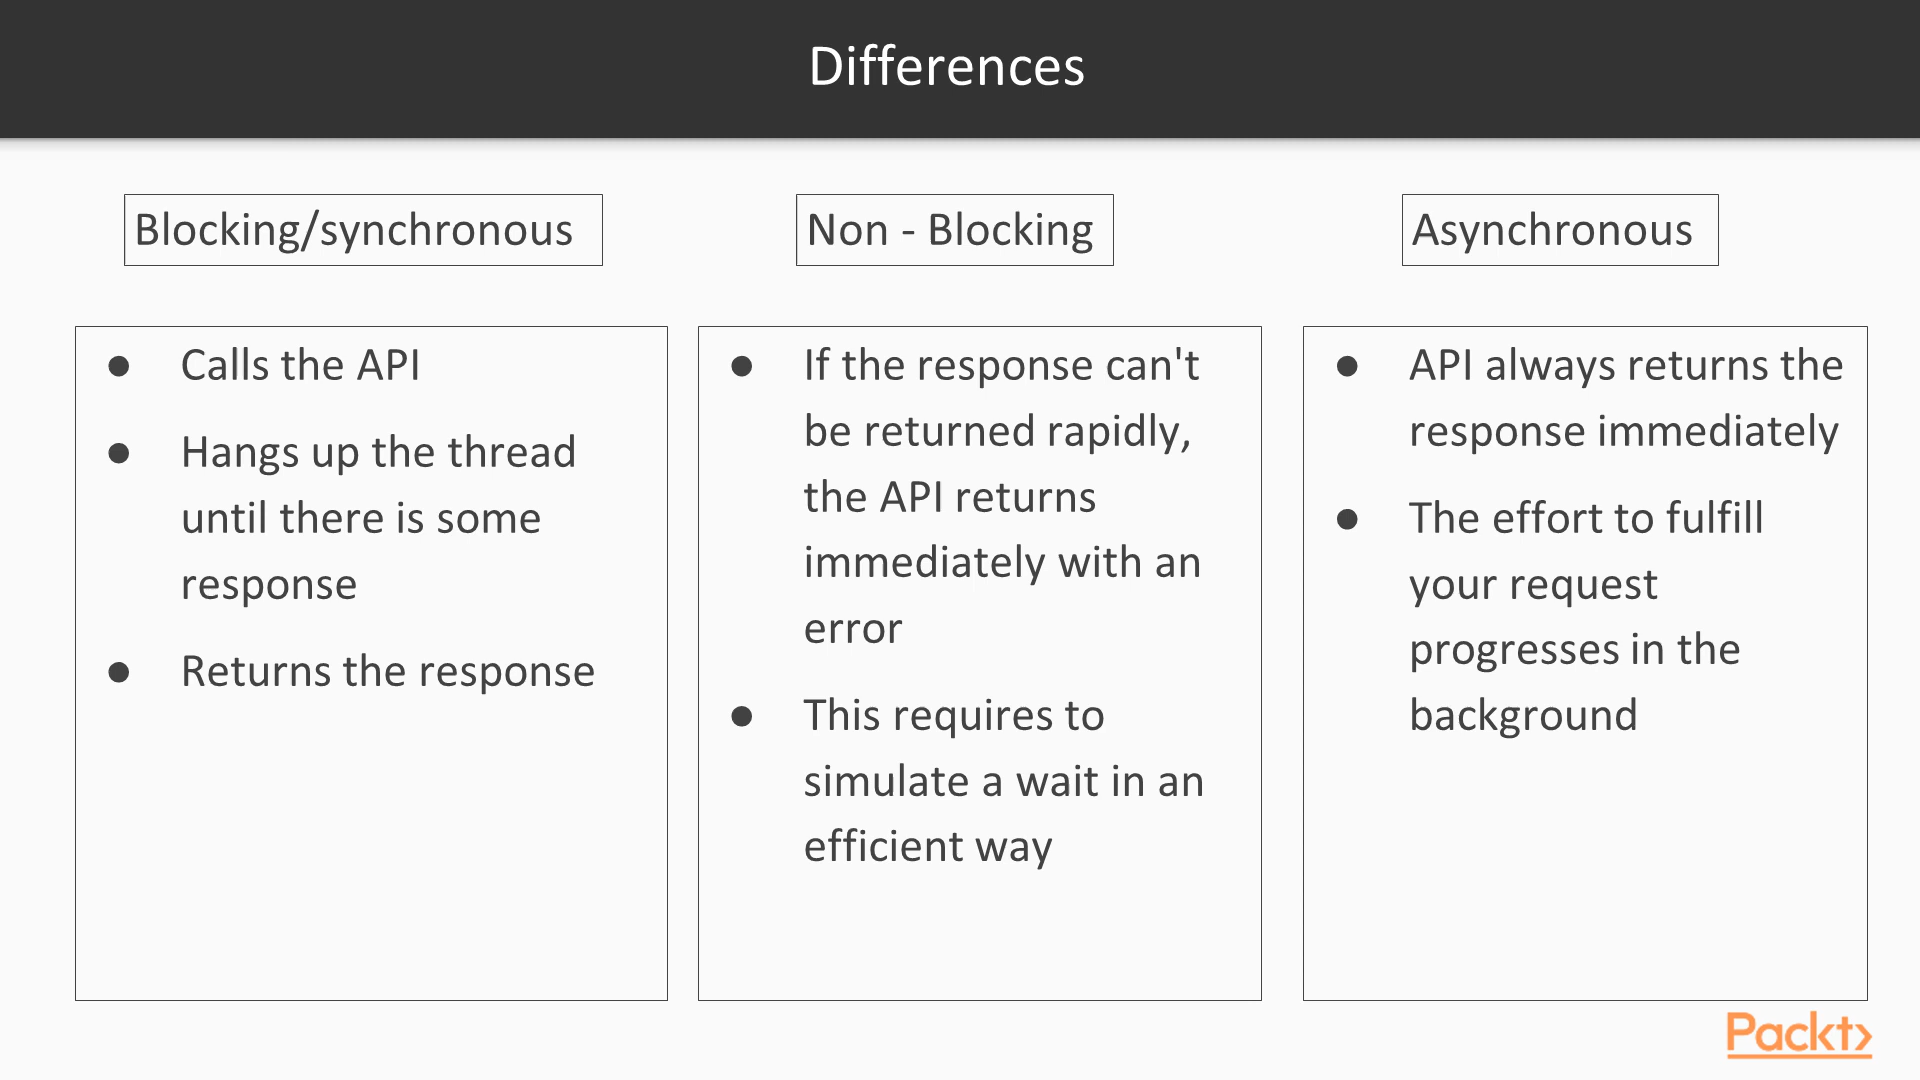 Differences
Blocking/synchronous
● Calls the API
● Hangs up the thread
until there is some
response
● Returns the response
Non - Blocking
● If the response can't
be returned rapidly,
the API returns
immediately with an
error
● This requires to
simulate a wait in an
efficient way
Asynchronous
● API always returns the
response immediately
● The effort to fulfill
your request
progresses in the
background
Packt>